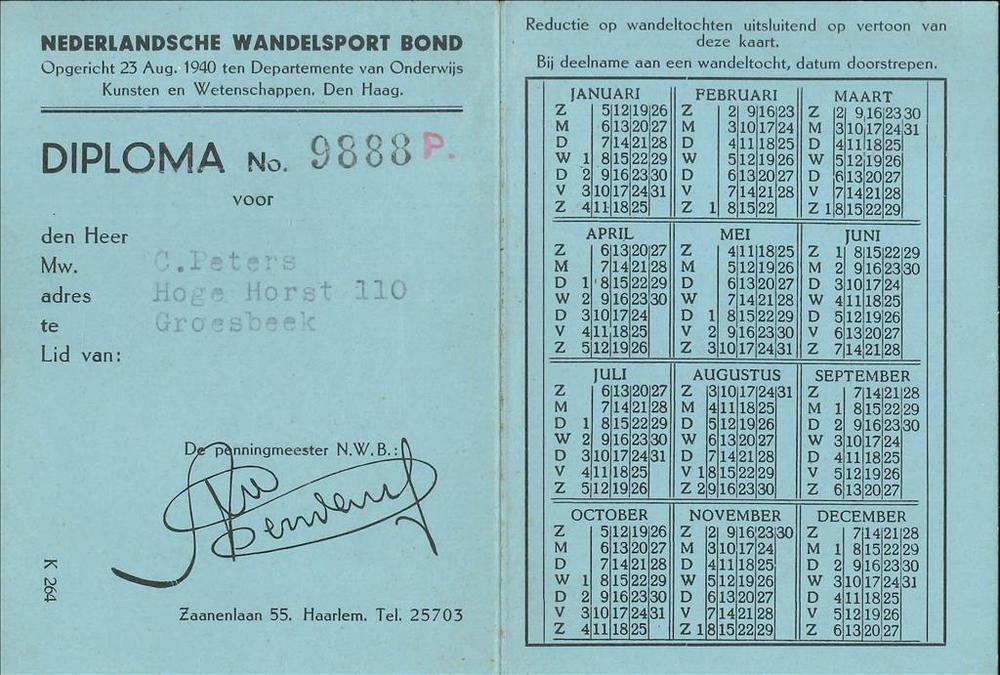 NEDERLANDSCHE WANDELSPORT BOND
Opgericht 23 Aug. 1940 ten Departemente van Onderwijs
Kunsten en Wetenschappen. Den Haag.
DIPLOMA No. 9888 P.
voor
den Heer
Mw. C.Peters
adres Hoge Horst 110
te Groesbeek
Lid van:
De penningmeester N.W.B.:
K 264
Zaanenlaan 55. Haarlem. Tel. 25703
Reductie op wandeltochten uitsluitend op vertoon van
deze kaart.
Bij deelname aan een wandeltocht, datum doorstrepen.
JANUARI
Z 5 12 19 26
M 6 13 20 27
D 7 14 21 28
W 1 8 15 22 29
D 2 9 16 23 30
V 3 10 17 24 31
Z 4 11 18 25
FEBRUARI
Z 2 9 16 23
M 3 10 17 24
D 4 11 18 25
W 5 12 19 26
D 6 13 20 27
V 7 14 21 28
Z 1 8 15 22
MAART
Z 2 9 16 23 30
M 3 10 17 24 31
D 4 11 18 25
W 5 12 19 26
D 6 13 20 27
V 7 14 21 28
Z 1 8 15 22 29
APRIL
Z 6 13 20 27
M 7 14 21 28
D 1 8 15 22 29
W 2 9 16 23 30
D 3 10 17 24
V 4 11 18 25
Z 5 12 19 26
MEI
Z 4 11 18 25
M 5 12 19 26
D 6 13 20 27
W 7 14 21 28
D 1 8 15 22 29
V 2 9 16 23 30
Z 3 10 17 24 31
JUNI
Z 1 8 15 22 29
M 2 9 16 23 30
D 3 10 17 24
W 4 11 18 25
D 5 12 19 26
V 6 13 20 27
Z 7 14 21 28
JULI
Z 6 13 20 27
M 7 14 21 28
D 1 8 15 22 29
W 2 9 16 23 30
D 3 10 17 24 31
V 4 11 18 25
Z 5 12 19 26
AUGUSTUS
Z 3 10 17 24 31
M 4 11 18 25
D 5 12 19 26
W 6 13 20 27
D 7 14 21 28
V 1 8 15 22 29
Z 2 9 16 23 30
SEPTEMBER
Z 7 14 21 28
M 1 8 15 22 29
D 2 9 16 23 30
W 3 10 17 24
D 4 11 18 25
V 5 12 19 26
Z 6 13 20 27
OCTOBER
Z 5 12 19 26
M 6 13 20 27
D 7 14 21 28
W 1 8 15 22 29
D 2 9 16 23 30
V 3 10 17 24 31
Z 4 11 18 25
NOVEMBER
Z 2 9 16 23 30
M 3 10 17 24
D 4 11 18 25
W 5 12 19 26
D 6 13 20 27
V 7 14 21 28
Z 1 8 15 22 29
DECEMBER
Z 7 14 21 28
M 1 8 15 22 29
D 2 9 16 23 30
W 3 10 17 24 31
D 4 11 18 25
V 5 12 19 26
Z 6 13 20 27